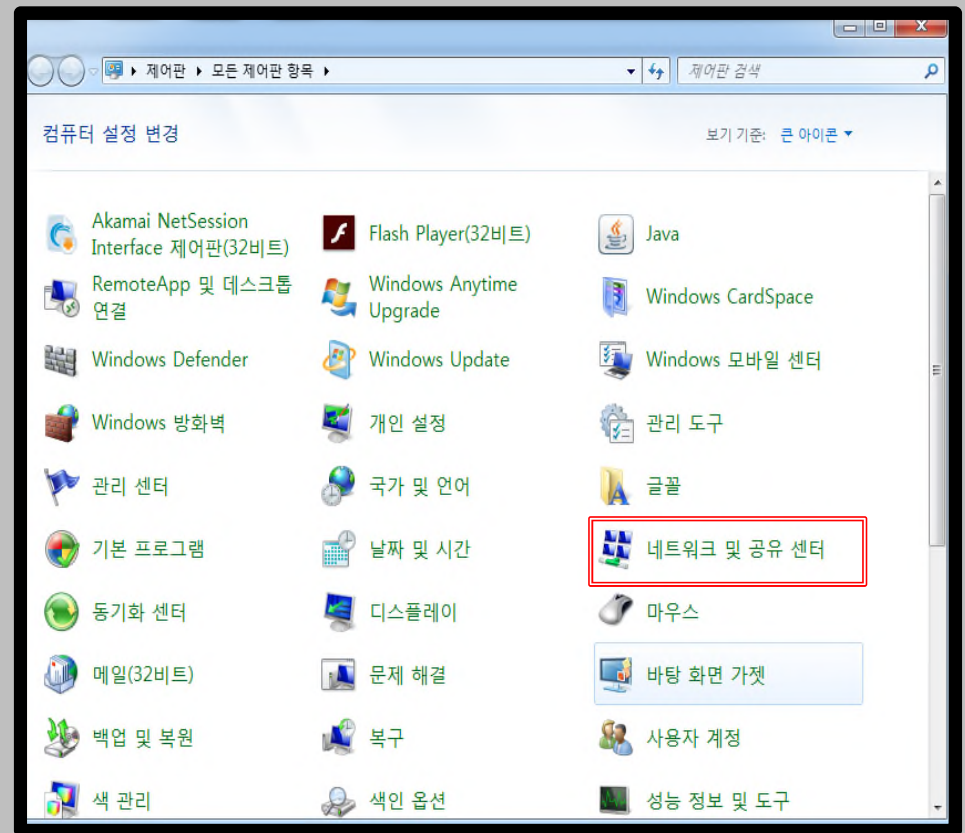 제어판 ▸ 모든 제어판 항목 ▸
제어판 검색
컴퓨터 설정 변경
보기 기준: 큰 아이콘
Akamai NetSession
Interface 제어판(32비트)
Flash Player(32비트)
Java
RemoteApp 및 데스크톱
연결
Windows Anytime
Upgrade
Windows CardSpace
Windows Defender
Windows Update
Windows 모바일 센터
Windows 방화벽
개인 설정
관리 도구
관리 센터
국가 및 언어
글꼴
기본 프로그램
날짜 및 시간
네트워크 및 공유 센터
동기화 센터
디스플레이
마우스
메일(32비트)
문제 해결
바탕 화면 가젯
백업 및 복원
복구
사용자 계정
색 관리
색인 옵션
성능 정보 및 도구